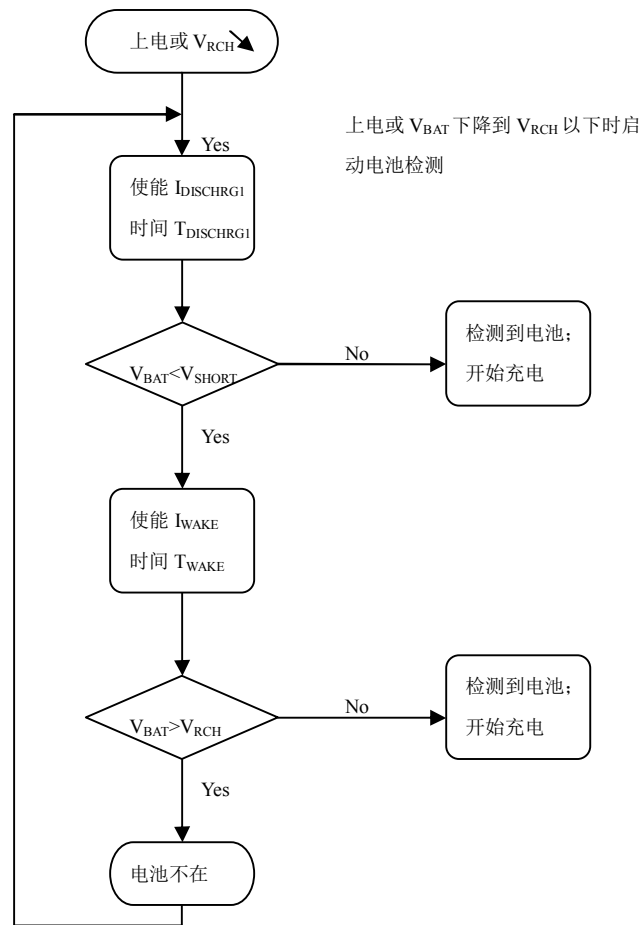 上电或 VRCH
上电或 VBAT 下降到 VRCH 以下时启
动电池检测
Yes
使能 IDISCHRG1
时间 TDISCHRG1
VBAT<VSHORT
No
检测到电池；
开始充电
Yes
使能 IWAKE
时间 TWAKE
VBAT>VRCH
No
检测到电池；
开始充电
Yes
电池不在